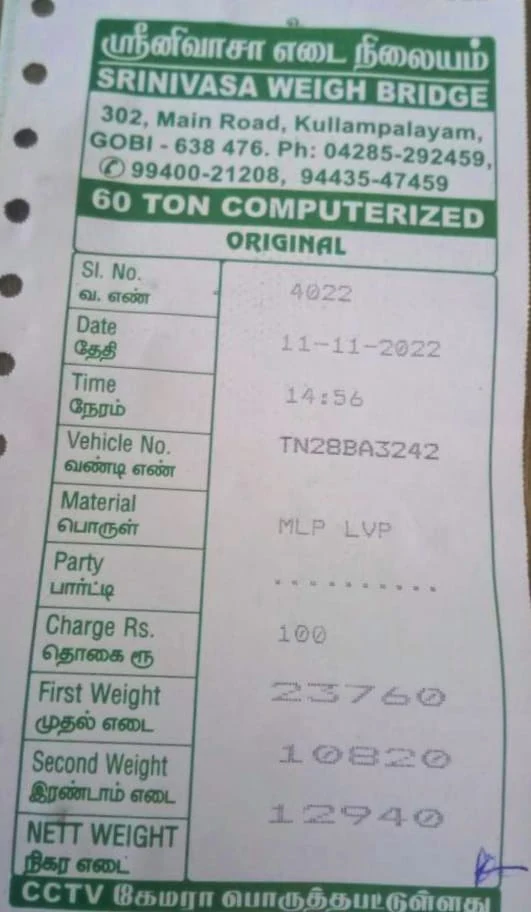 ஸ்ரீனிவாசா எடை நிலையம்
SRINIVASA WEIGH BRIDGE
302, Main Road, Kullampalayam,
GOBI - 638 476. Ph: 04285-292459,
✆ 99400-21208, 94435-47459
60 TON COMPUTERIZED
ORIGINAL
Sl. No. 4022
வ. எண்
Date 11-11-2022
தேதி
Time 14:56
நேரம்
Vehicle No. TN28BA3242
வண்டி எண்
Material MLP LVP
பொருள்
Party ..........
பார்ட்டி
Charge Rs. 100
தொகை ரூ
First Weight 23760
முதல் எடை
Second Weight 10820
இரண்டாம் எடை
NETT WEIGHT 12940
நிகர எடை
CCTV கேமரா பொருத்தபட்டுள்ளது